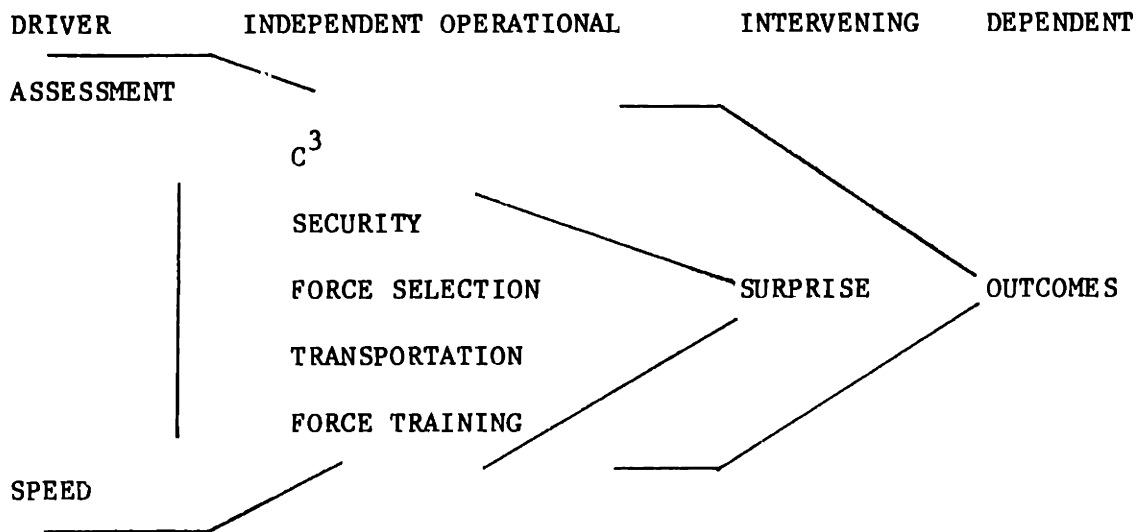 DRIVER INDEPENDENT OPERATIONAL INTERVENING DEPENDENT
ASSESSMENT
C³
SECURITY
FORCE SELECTION SURPRISE OUTCOMES
TRANSPORTATION
FORCE TRAINING
SPEED